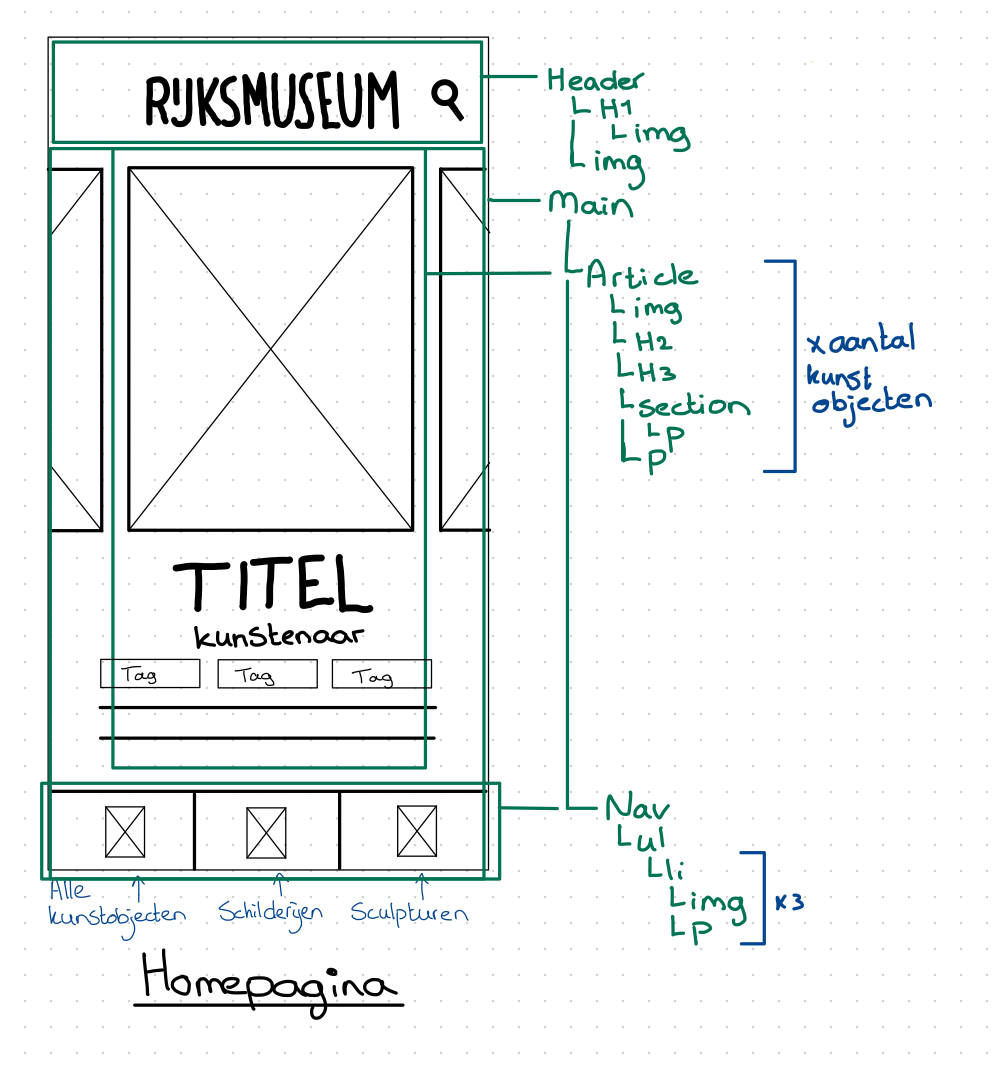 RIJKSMUSEUM
TITEL
kunstenaar
Tag Tag Tag
Alle
kunstobjecten
Schilderijen
Sculpturen
Homepagina
Header
H1
img
img
Main
Article
img
H2
H3
section
p
p
x aantal
kunst
objecten
Nav
ul
li
img
p
x3